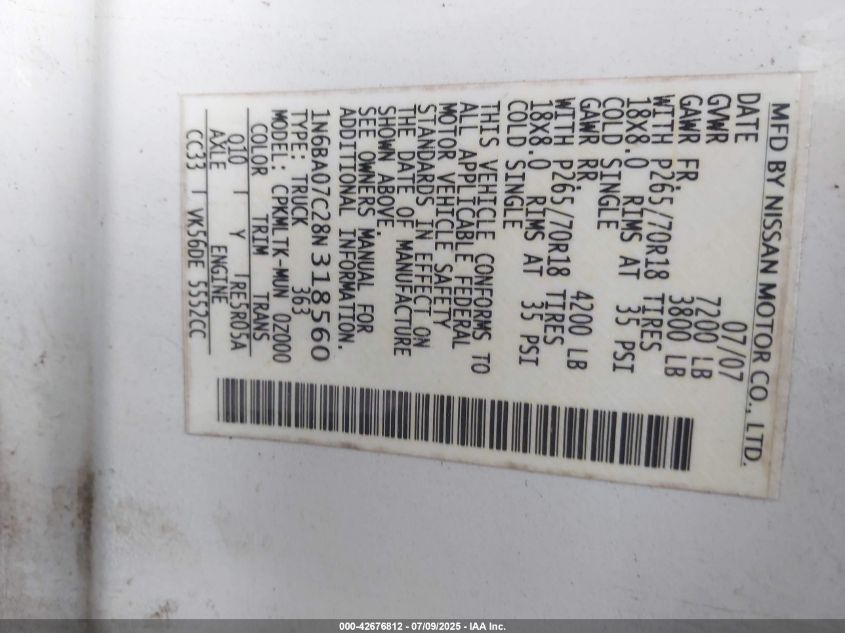 MFD BY NISSAN MOTOR CO., LTD.
DATE 07/07
GVWR 7200 LB
GAWR FR. 3800 LB
WITH P265/70R18 TIRES
18X8.0 RIMS AT 35 PSI
COLD SINGLE
GAWR RR. 4200 LB
WITH P265/70R18 TIRES
18X8.0 RIMS AT 35 PSI
COLD SINGLE
THIS VEHICLE CONFORMS TO
ALL APPLICABLE FEDERAL
MOTOR VEHICLE SAFETY
STANDARDS IN EFFECT ON
THE DATE OF MANUFACTURE
SHOWN ABOVE.
SEE OWNERS MANUAL FOR
ADDITIONAL INFORMATION.
1N6BA07C28N318560
TYPE: TRUCK 363
MODEL: CPKMLTK-MUN 0Z000
COLOR TRIM TRANS
Q10 T Y TRE5R05A
AXLE ENGINE
CC33 T VK56DE 5552CC
000-42676812 - 07/09/2025 - IAA Inc.